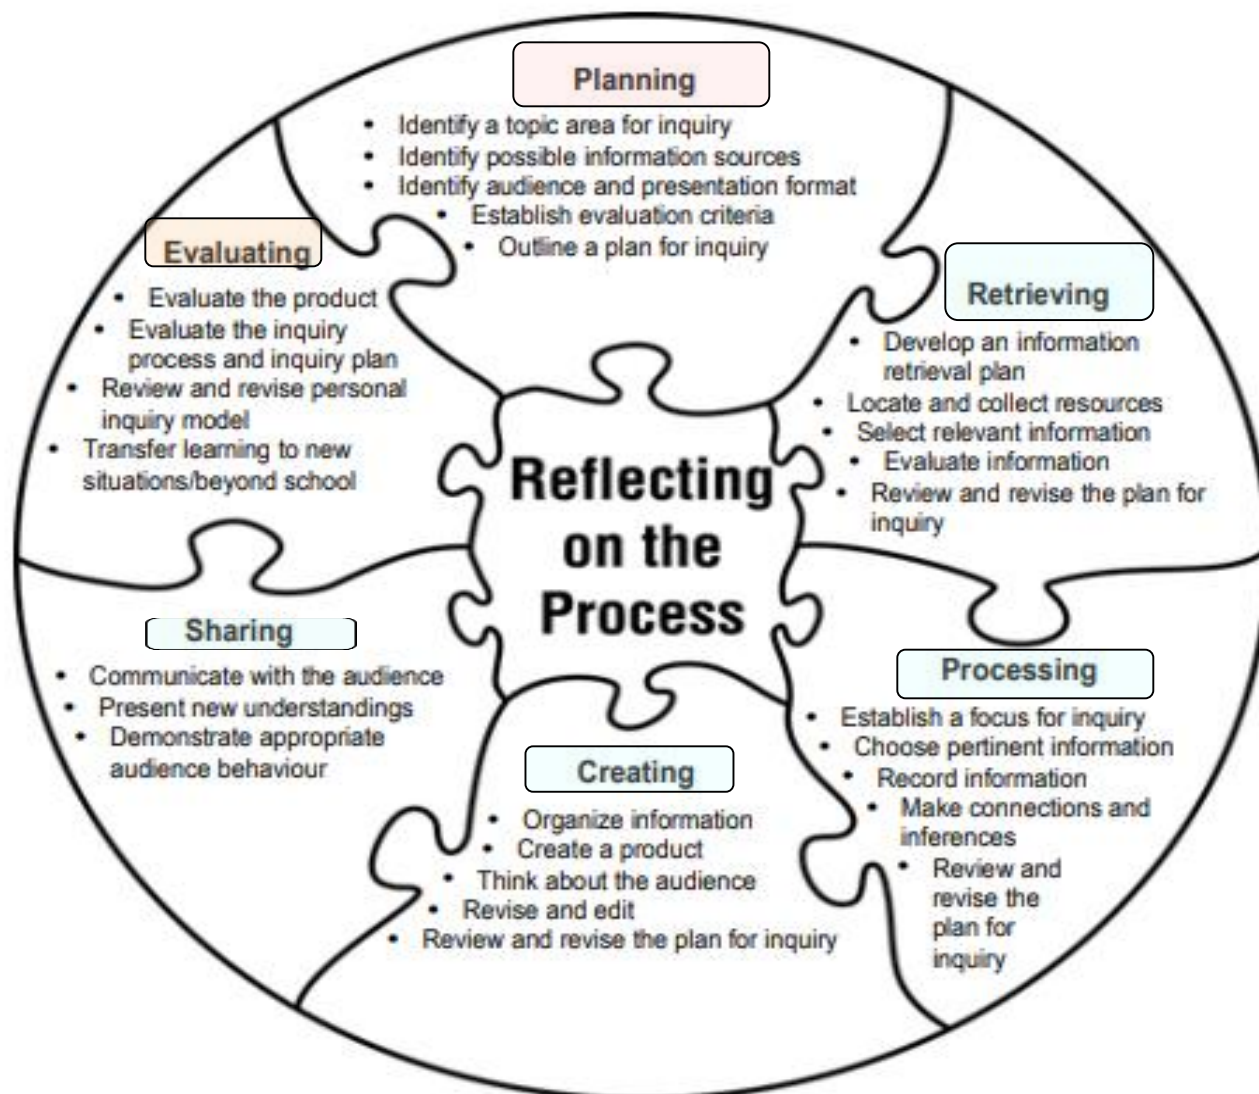 Planning
• Identify a topic area for inquiry
• Identify possible information sources
• Identify audience and presentation format
• Establish evaluation criteria
• Outline a plan for inquiry
Retrieving
• Develop an information
retrieval plan
• Locate and collect resources
• Select relevant information
• Evaluate information
• Review and revise the plan for
inquiry
Processing
• Establish a focus for inquiry
• Choose pertinent information
• Record information
• Make connections and
inferences
• Review and
revise the
plan for
inquiry
Creating
• Organize information
• Create a product
• Think about the audience
• Revise and edit
• Review and revise the plan for inquiry
Sharing
• Communicate with the audience
• Present new understandings
• Demonstrate appropriate
audience behaviour
Evaluating
• Evaluate the product
• Evaluate the inquiry
process and inquiry plan
• Review and revise personal
inquiry model
• Transfer learning to new
situations/beyond school
Reflecting
on the
Process